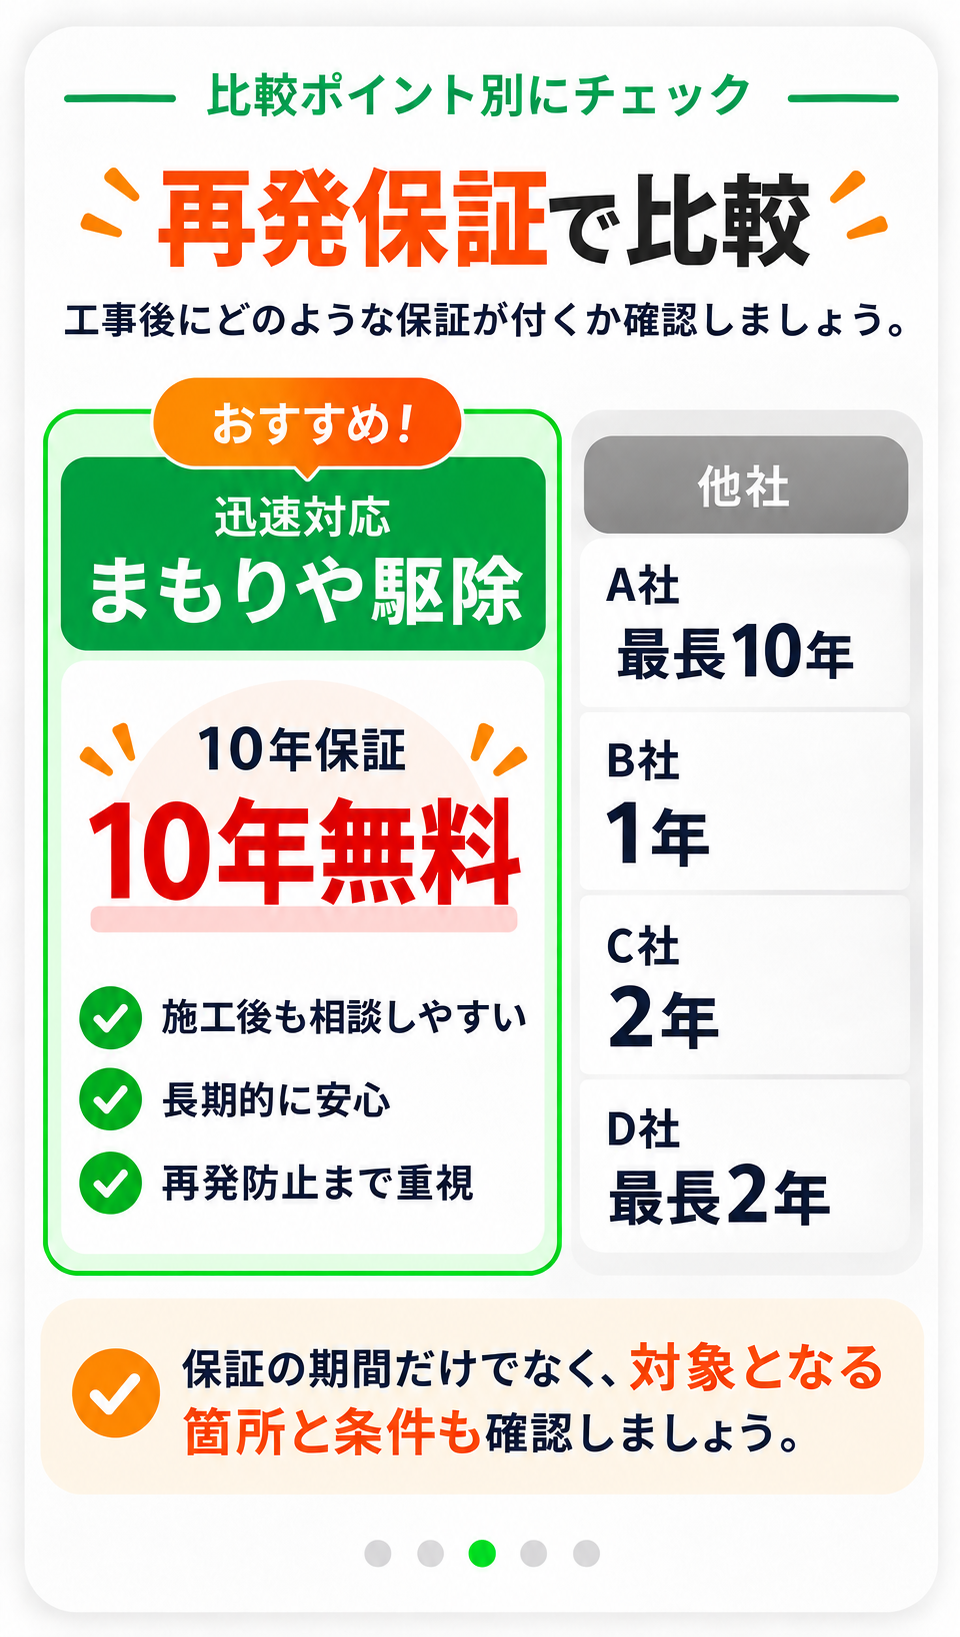 比較ポイント別にチェック
再発保証で比較
工事後にどのような保証が付くか確認しましょう。
おすすめ!
迅速対応
まもりや駆除
10年保証
10年無料
施工後も相談しやすい
長期的に安心
再発防止まで重視
他社
A社
最長10年
B社
1年
C社
2年
D社
最長2年
保証の期間だけでなく、対象となる
箇所と条件も確認しましょう。